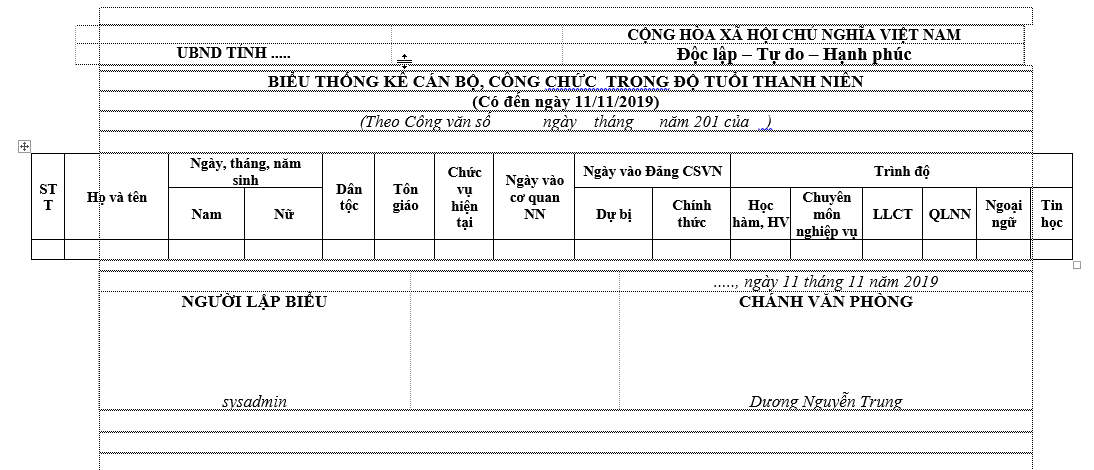 CỘNG HÒA XÃ HỘI CHỦ NGHĨA VIỆT NAM
UBND TỈNH .....
Độc lập – Tự do – Hạnh phúc
BIỂU THỐNG KÊ CÁN BỘ, CÔNG CHỨC TRONG ĐỘ TUỔI THANH NIÊN
(Có đến ngày 11/11/2019)
(Theo Công văn số ngày tháng năm 201 của )
ST
T
Họ và tên
Ngày, tháng, năm
sinh
Nam
Nữ
Dân
tộc
Tôn
giáo
Chức
vụ
hiện
tại
Ngày vào
cơ quan
NN
Ngày vào Đảng CSVN
Dự bị
Chính
thức
Trình độ
Học
hàm, HV
Chuyên
môn
nghiệp vụ
LLCT
QLNN
Ngoại
ngữ
Tin
học
....., ngày 11 tháng 11 năm 2019
NGƯỜI LẬP BIỂU
CHÁNH VĂN PHÒNG
sysadmin
Dương Nguyễn Trung